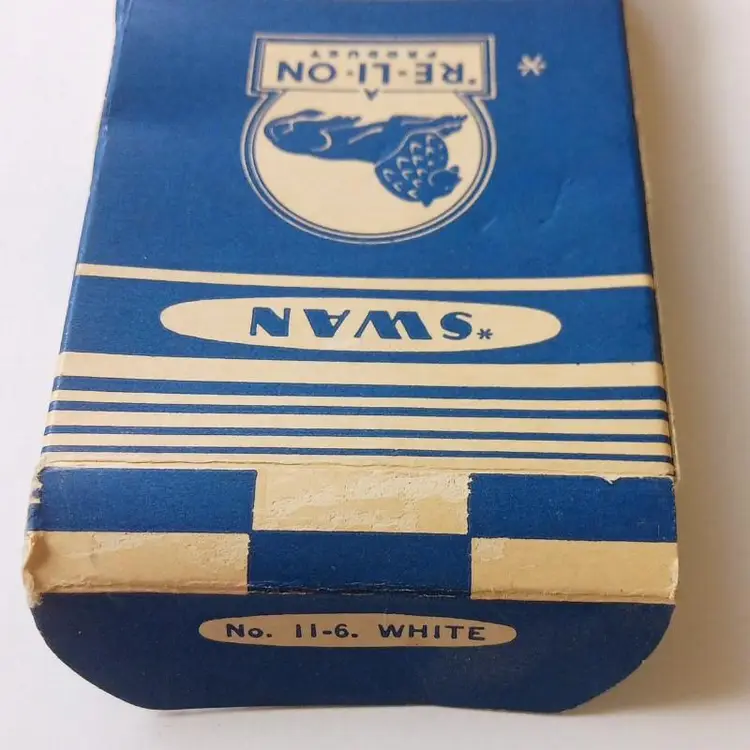 *SWAN
A
*RE·LI·ON
PRODUCT
*
No. 11-6. WHITE